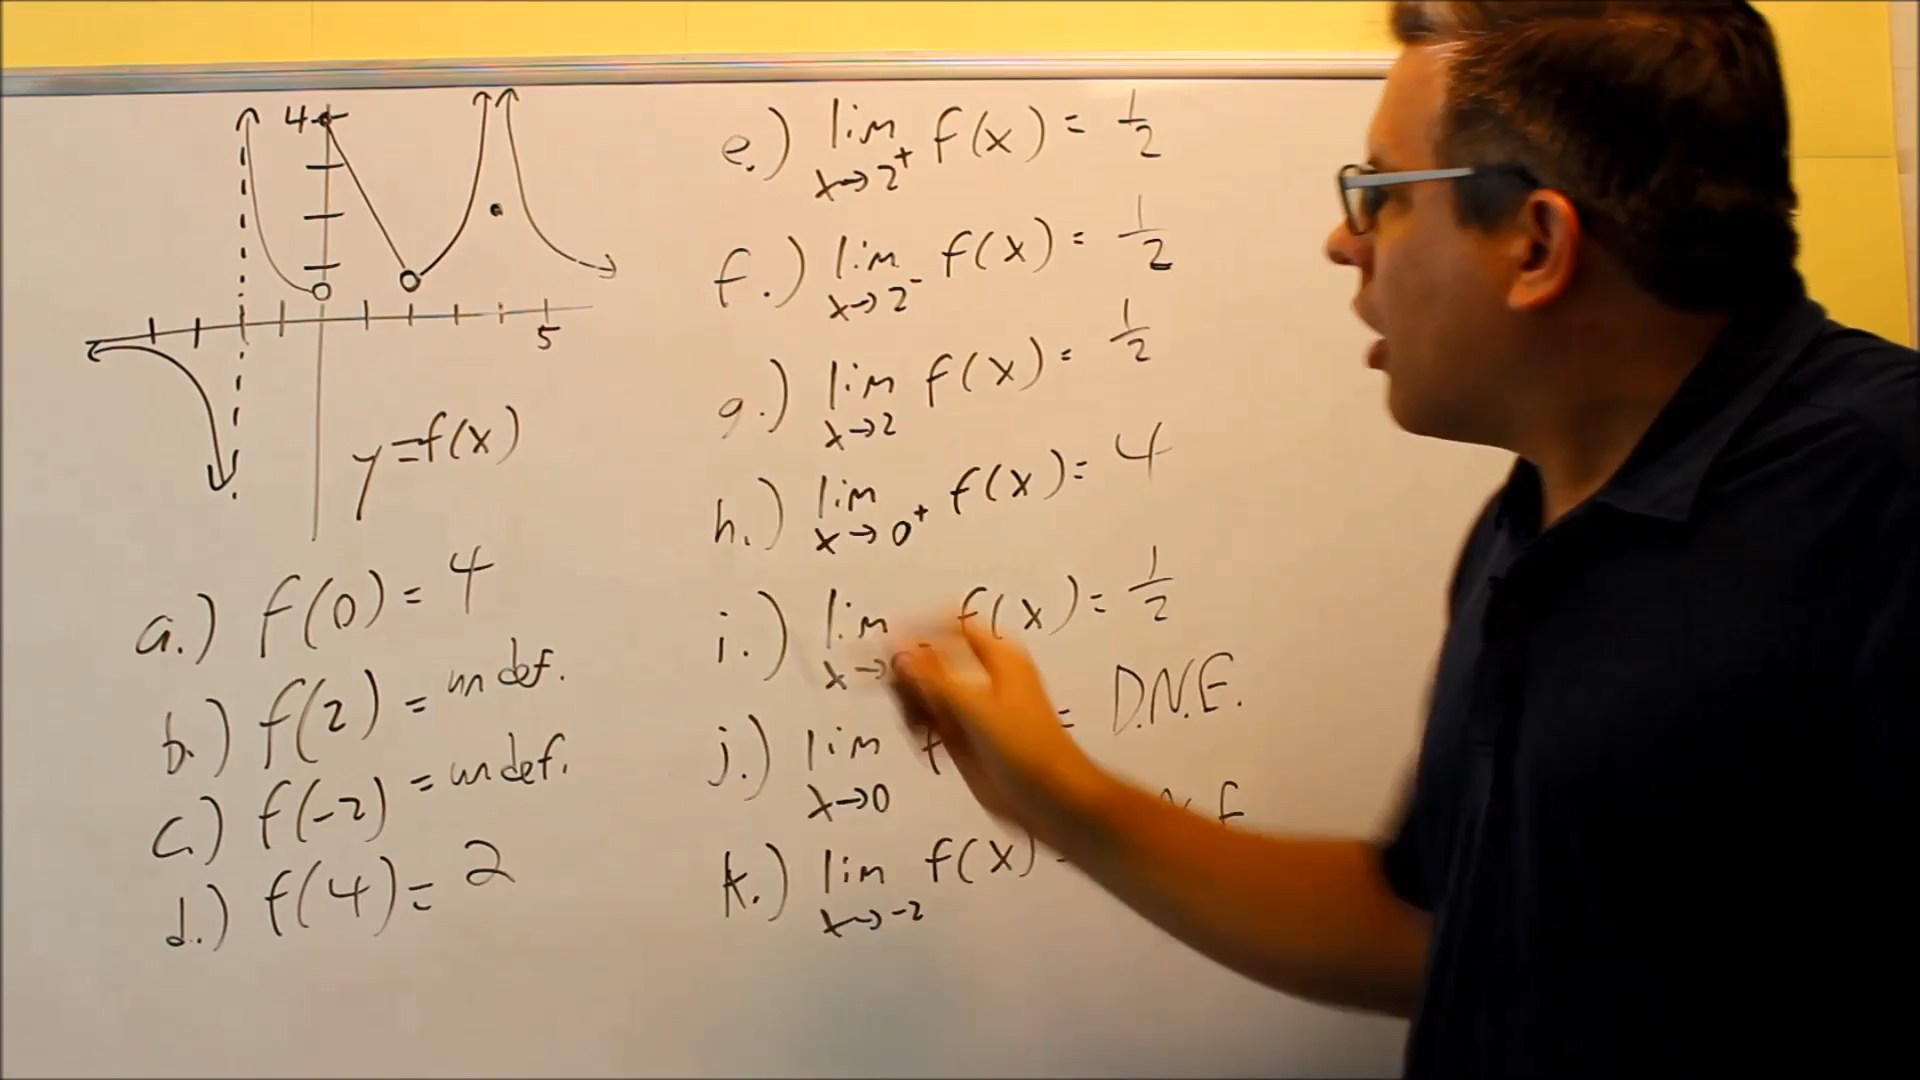 4
5
y=f(x)
a.) f(0) = 4
b.) f(2) = undef.
c.) f(-2) = undef.
d.) f(4) = 2
e.) lim f(x) = 1/2
x→2⁺
f.) lim f(x) = 1/2
x→2⁻
g.) lim f(x) = 1/2
x→2
h.) lim f(x) = 4
x→0⁺
i.) lim f(x) = 1/2
x→
j.) lim = D.N.E.
x→0
k.) lim f(x)
x→-2